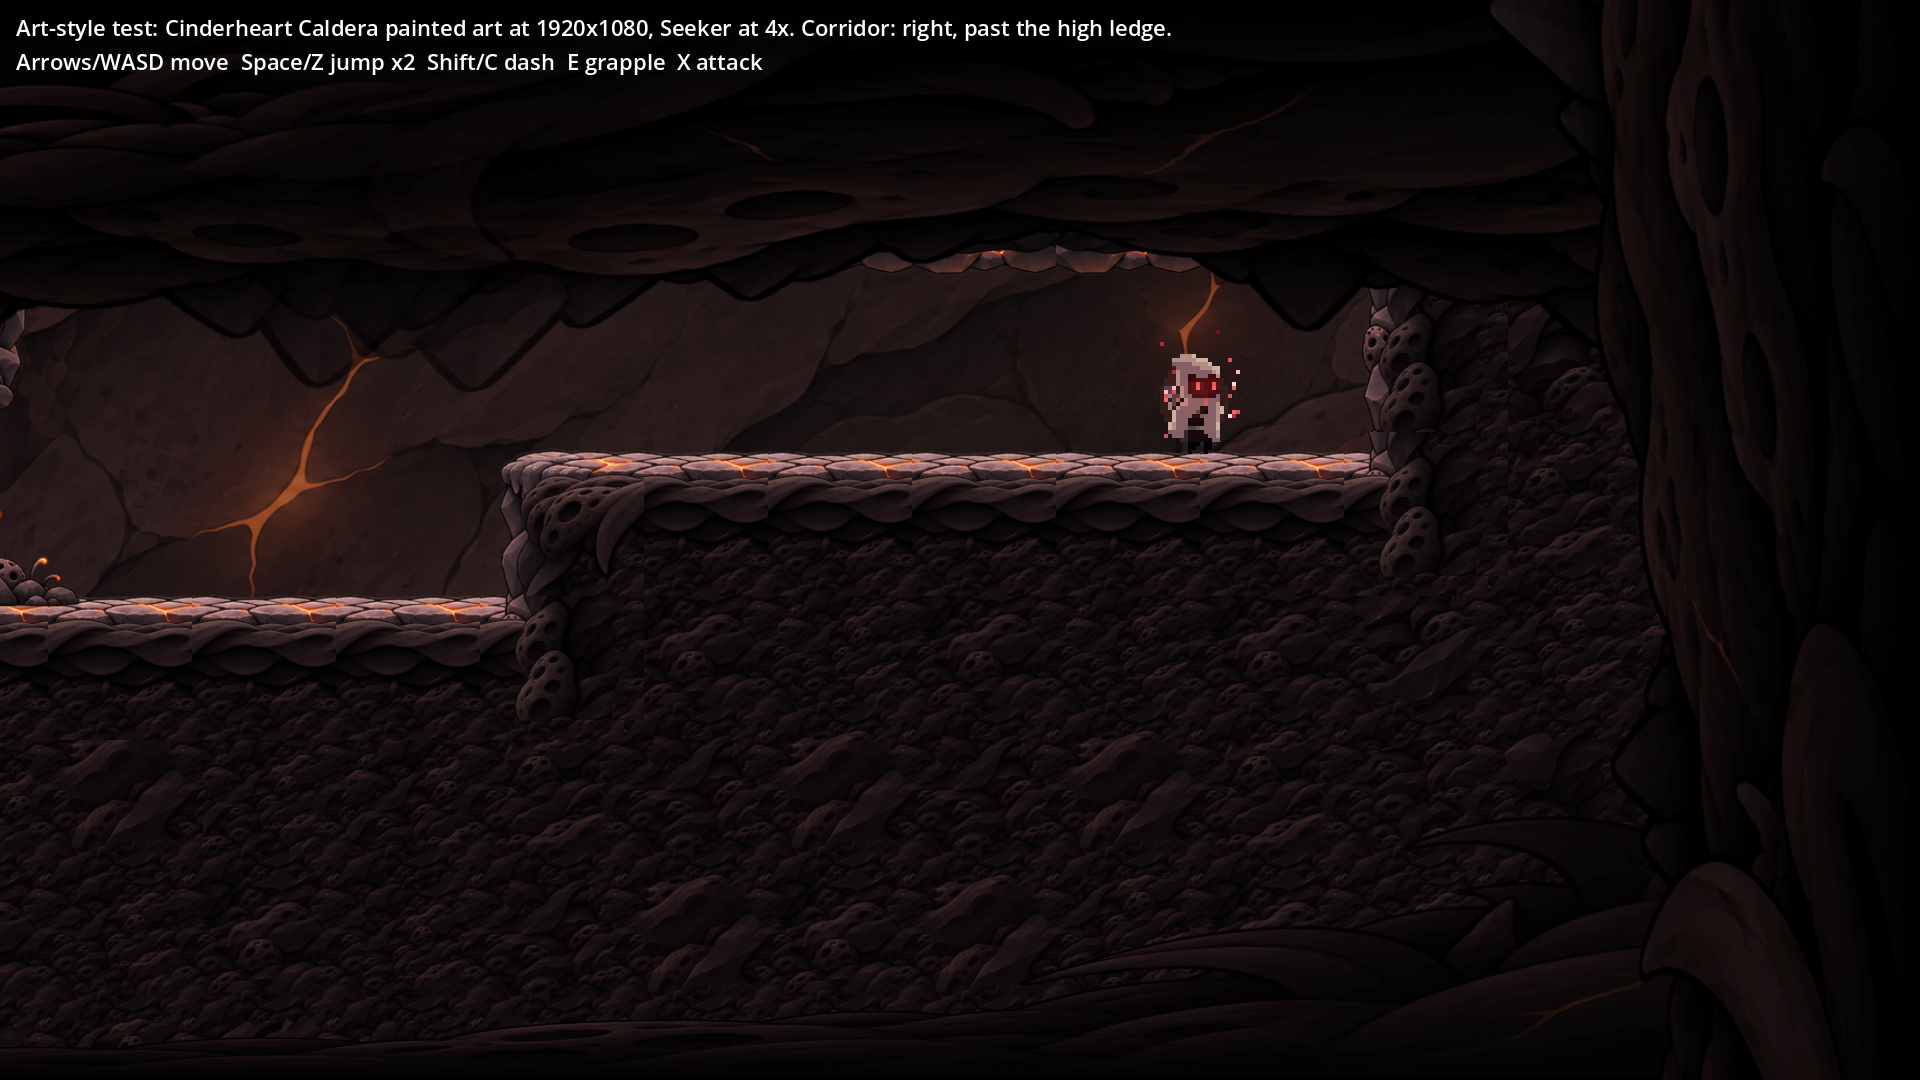 Art-style test: Cinderheart Caldera painted art at 1920x1080, Seeker at 4x. Corridor: right, past the high ledge.
Arrows/WASD move  Space/Z jump x2  Shift/C dash  E grapple  X attack